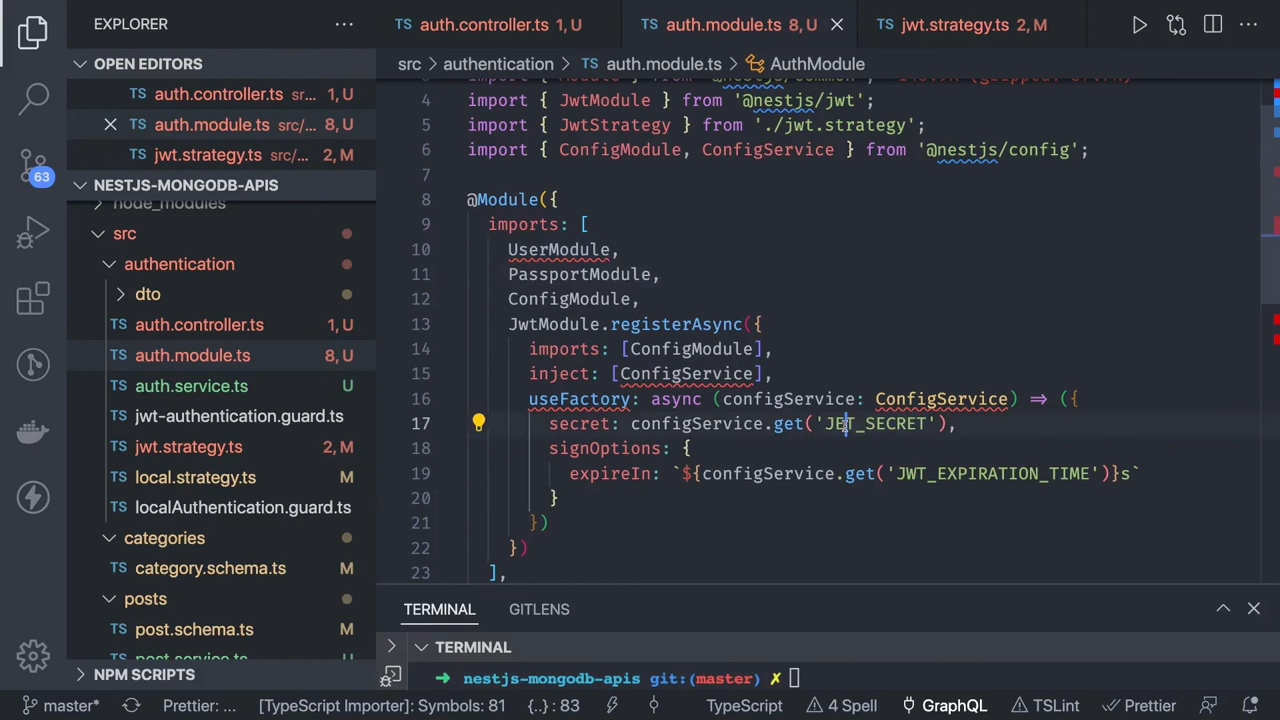 EXPLORER
auth.controller.ts 1, U
auth.module.ts 8, U
jwt.strategy.ts 2, M
OPEN EDITORS
auth.controller.ts sr... 1, U
auth.module.ts src/... 8, U
jwt.strategy.ts src/... 2, M
NESTJS-MONGODB-APIS
node_modules
src
authentication
dto
auth.controller.ts 1, U
auth.module.ts 8, U
auth.service.ts U
jwt-authentication.guard.ts M
jwt.strategy.ts 2, M
local.strategy.ts M
localAuthentication.guard.ts M
categories
category.schema.ts M
posts
post.schema.ts M
post.service.ts U
NPM SCRIPTS
63
src authentication auth.module.ts AuthModule
4 import { JwtModule } from '@nestjs/jwt';
5 import { JwtStrategy } from './jwt.strategy';
6 import { ConfigModule, ConfigService } from '@nestjs/config';
7
8 @Module({
9 imports: [
10 UserModule,
11 PassportModule,
12 ConfigModule,
13 JwtModule.registerAsync({
14 imports: [ConfigModule],
15 inject: [ConfigService],
16 useFactory: async (configService: ConfigService) => ({
17 secret: configService.get('JET_SECRET'),
18 signOptions: {
19 expireIn: `${configService.get('JWT_EXPIRATION_TIME')}s`
20 }
21 })
22 })
23 ],
TERMINAL GITLENS
TERMINAL
nestjs-mongodb-apis git:(master) ✗
master* Prettier: ... [TypeScript Importer]: Symbols: 81 {..} : 83 TypeScript 4 Spell GraphQL TSLint Prettier